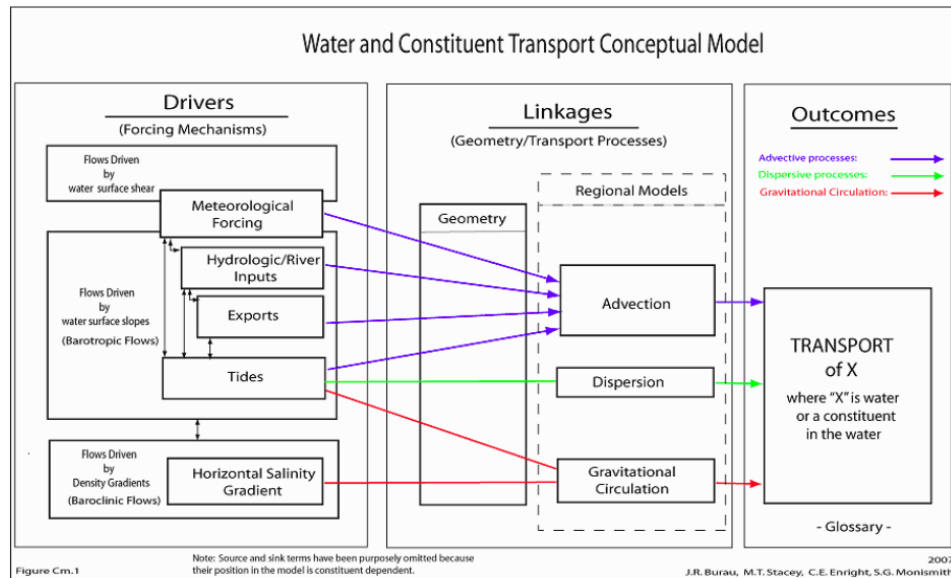 Water and Constituent Transport Conceptual Model
Drivers
(Forcing Mechanisms)
Flows Driven
by
water surface shear
Meteorological
Forcing
Hydrologic/River
Inputs
Flows Driven
by
water surface slopes
(Barotropic Flows)
Exports
Tides
Flows Driven
by
Density Gradients
(Baroclinic Flows)
Horizontal Salinity
Gradient
Linkages
(Geometry/Transport Processes)
Regional Models
Geometry
Advection
Dispersion
Gravitational
Circulation
Outcomes
Advective processes:
Dispersive processes:
Gravitational Circulation:
TRANSPORT
of X
where "X" is water
or a constituent
in the water
- Glossary -
Figure Cm.1
Note: Source and sink terms have been purposely omitted because
their position in the model is constituent dependent.
2007
J.R. Burau, M.T. Stacey, C.E. Enright, S.G. Monismith